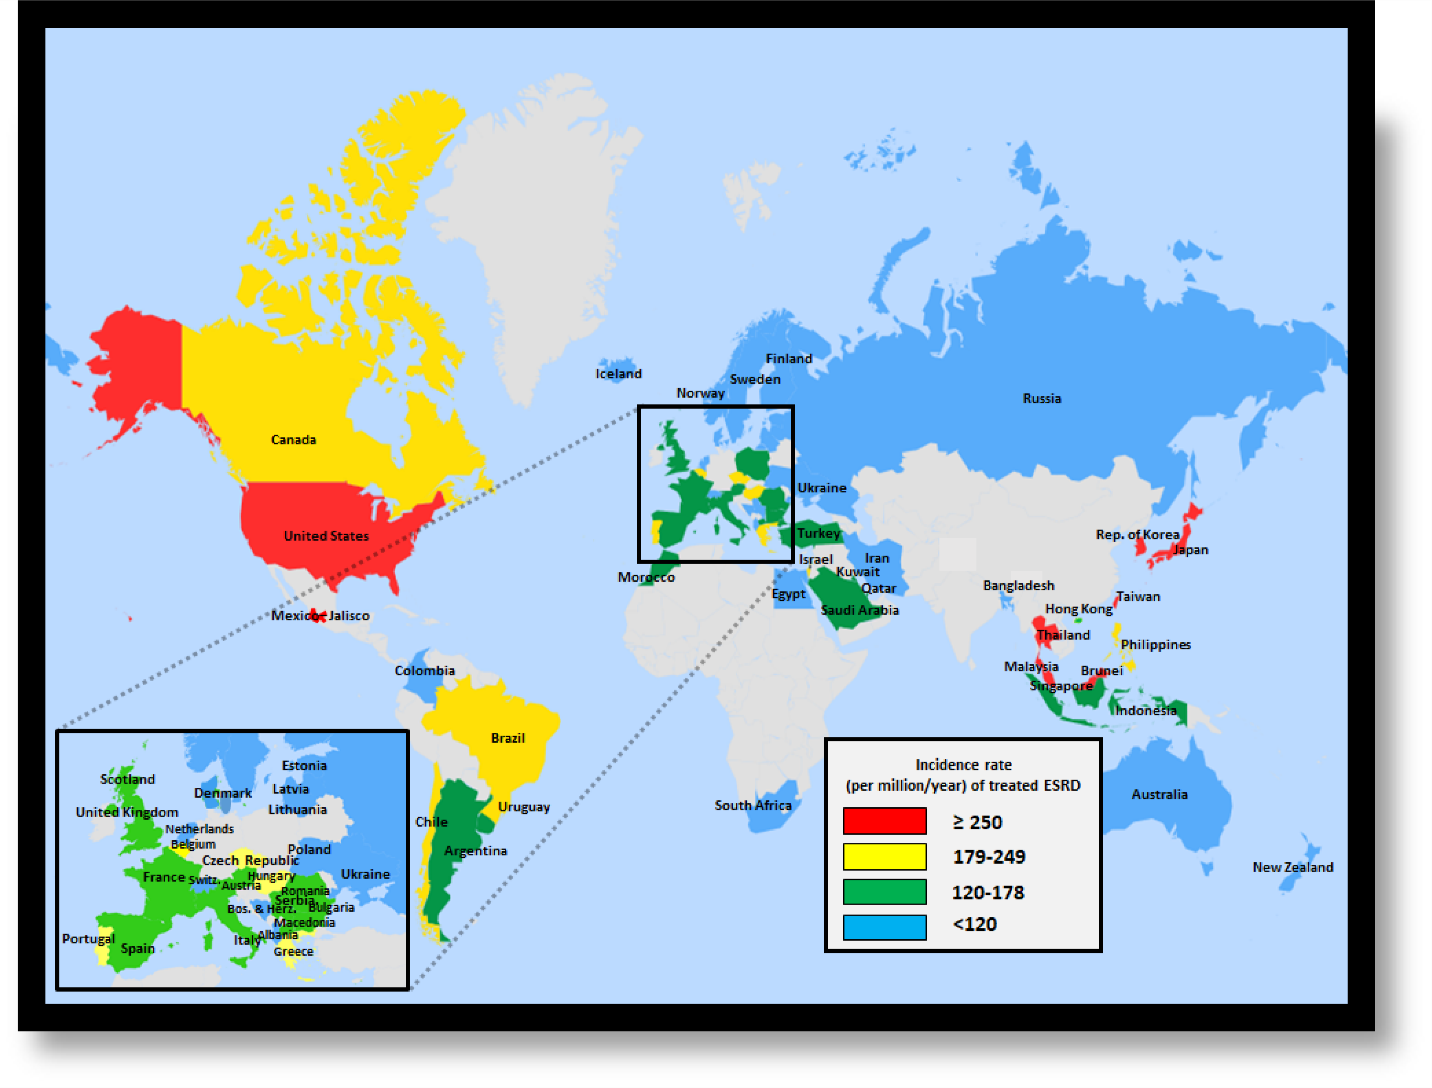 Finland
Iceland
Sweden
Norway
Russia
Canada
Ukraine
United States
Turkey
Rep. of Korea
Japan
Israel
Iran
Kuwait
Morocco
Qatar
Bangladesh
Egypt
Taiwan
Saudi Arabia
Hong Kong
Mexico: Jalisco
Thailand
Philippines
Malaysia
Brunei
Colombia
Singapore
Indonesia
Brazil
Uruguay
South Africa
Australia
Chile
Argentina
New Zealand
Estonia
Scotland
Latvia
Denmark
Lithuania
United Kingdom
Netherlands
Belgium
Poland
Czech Republic
France
Switz.
Hungary
Ukraine
Austria
Romania
Serbia
Bos. & Herz.
Bulgaria
Macedonia
Portugal
Albania
Italy
Spain
Greece
Incidence rate
(per million/year) of treated ESRD
≥ 250
179-249
120-178
<120